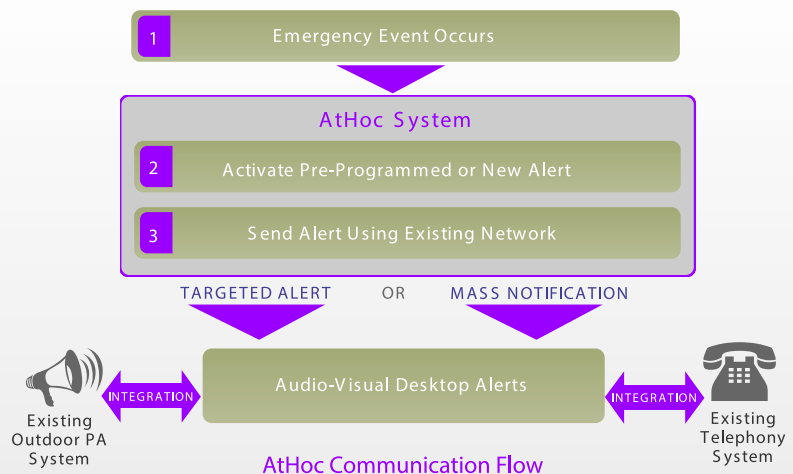 1
Emergency Event Occurs
AtHoc System
2
Activate Pre-Programmed or New Alert
3
Send Alert Using Existing Network
TARGETED ALERT OR MASS NOTIFICATION
Audio-Visual Desktop Alerts
INTEGRATION
INTEGRATION
Existing
Outdoor PA
System
Existing
Telephony
System
AtHoc Communication Flow